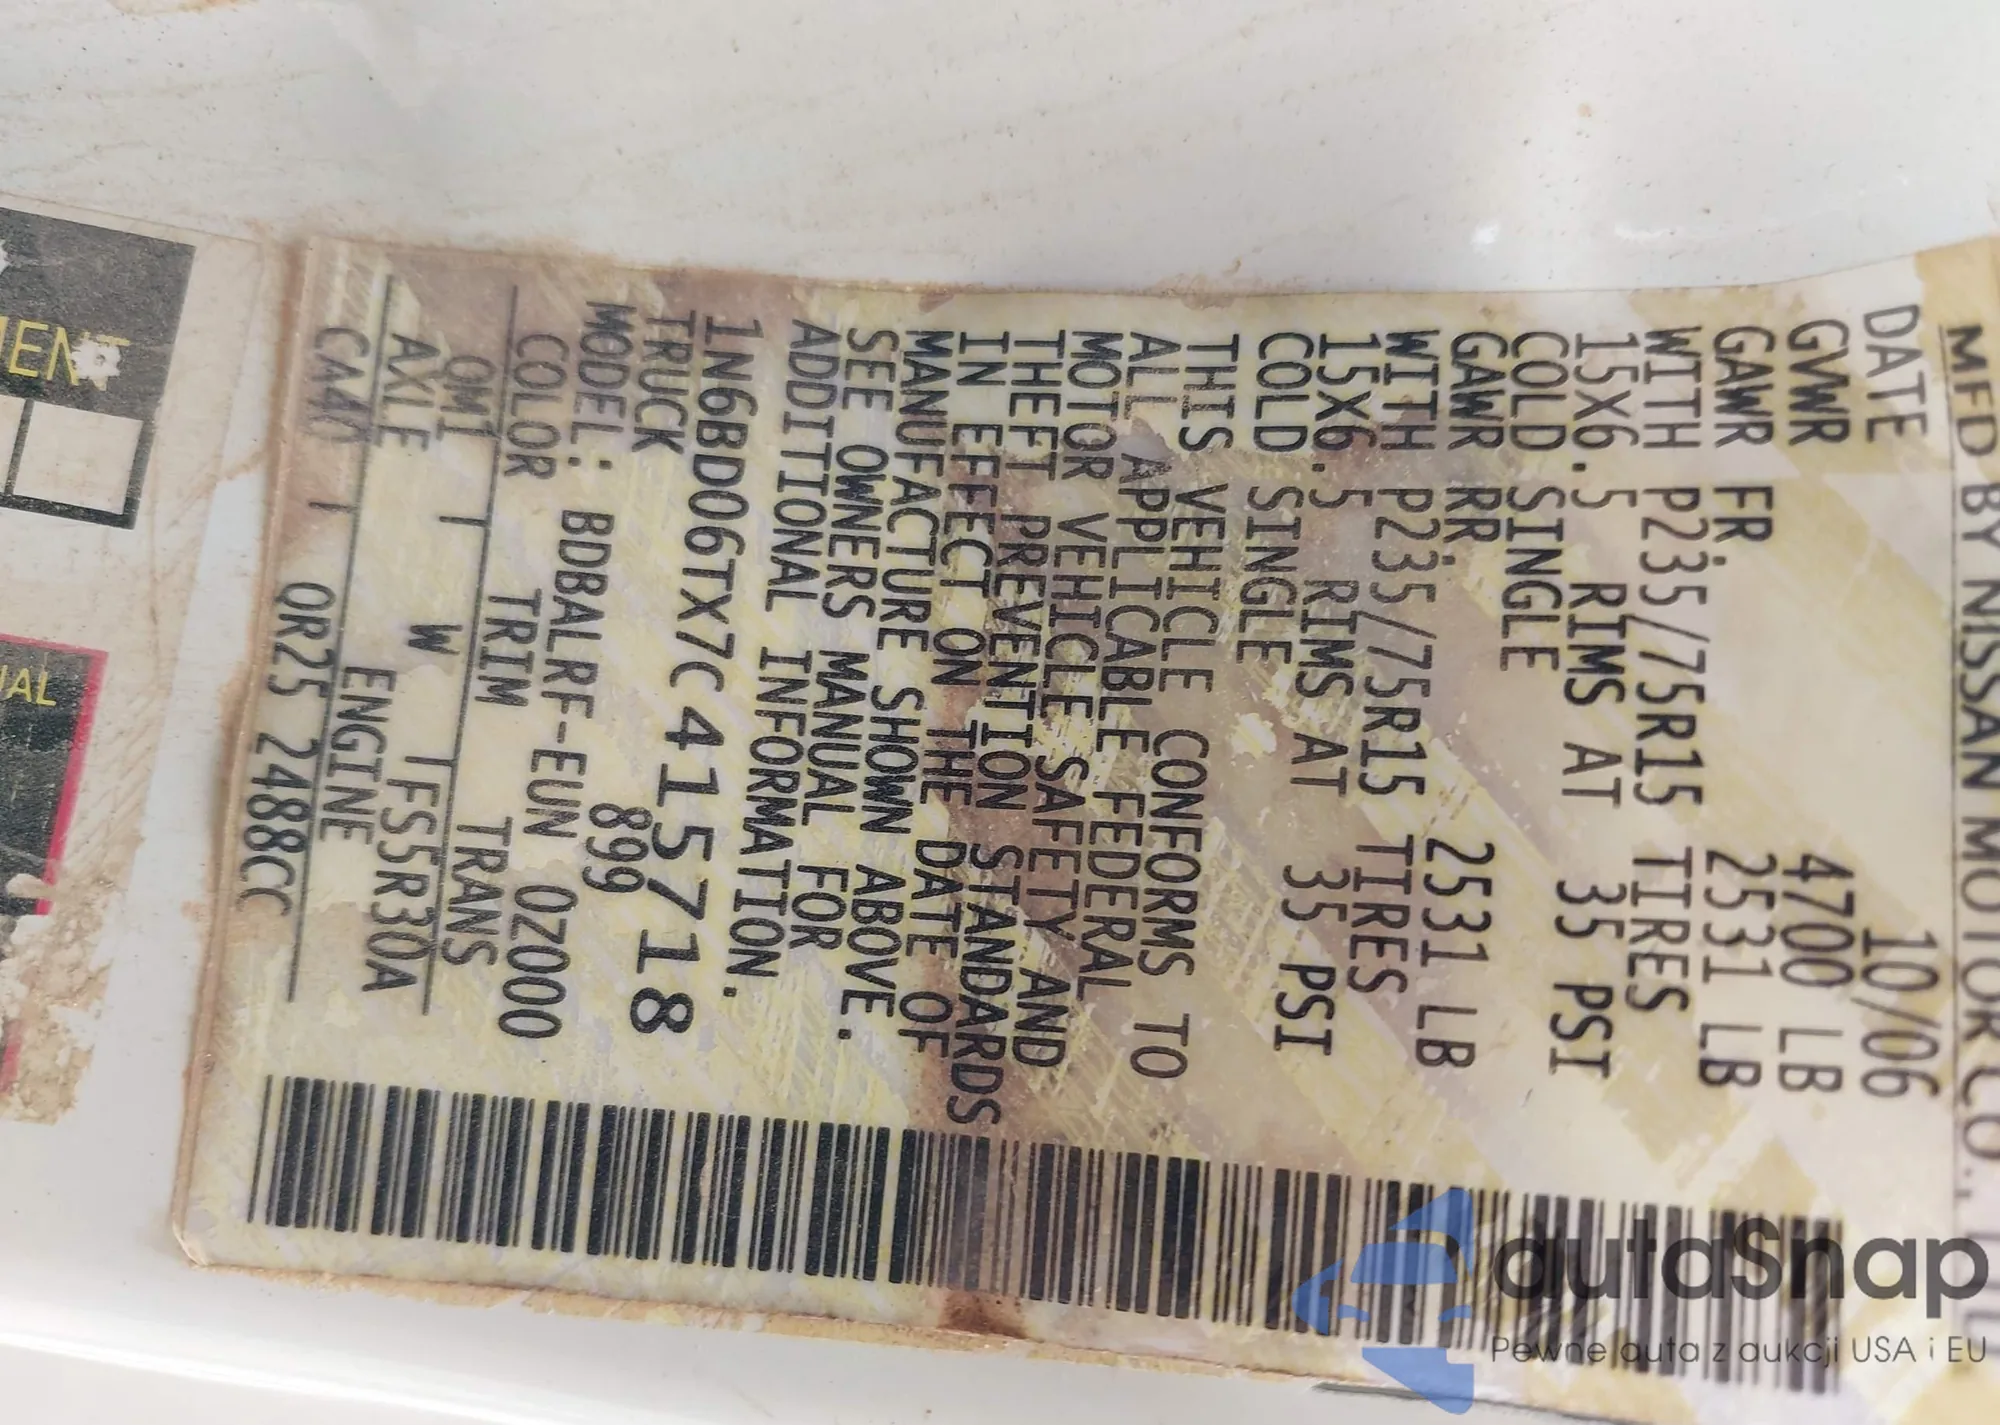 MFD BY NISSAN MOTOR CO.,
DATE 10/06
GVWR 4700 LB
GAWR FR. 2531 LB
WITH P235/75R15 TIRES
15X6.5 RIMS AT 35 PSI
COLD SINGLE
GAWR RR. 2531 LB
WITH P235/75R15 TIRES
15X6.5 RIMS AT 35 PSI
COLD SINGLE
THIS VEHICLE CONFORMS TO
ALL APPLICABLE FEDERAL
MOTOR VEHICLE SAFETY AND
THEFT PREVENTION STANDARDS
IN EFFECT ON THE DATE OF
MANUFACTURE SHOWN ABOVE.
SEE OWNERS MANUAL FOR
ADDITIONAL INFORMATION.
1N6BD06TX7C415718
TRUCK 899
MODEL: BDBALRF-EUN 0Z000
COLOR TRIM TRANS
QM1 W FS5R30A
AXLE ENGINE
QR25 2488CC
MENT
IAL
autaSnap
Pewne auta z aukcji USA i EU